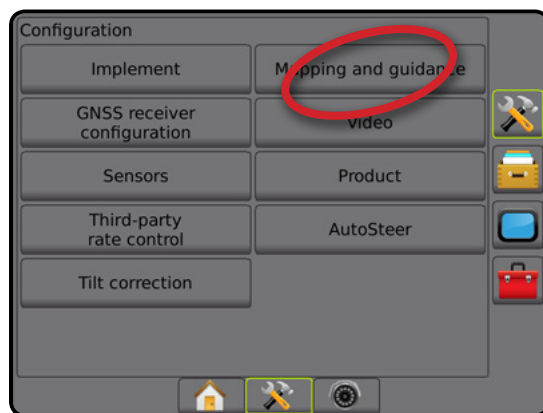 Configuration
Implement
Mapping and guidance
GNSS receiver
configuration
Video
Sensors
Product
Third-party
rate control
AutoSteer
Tilt correction